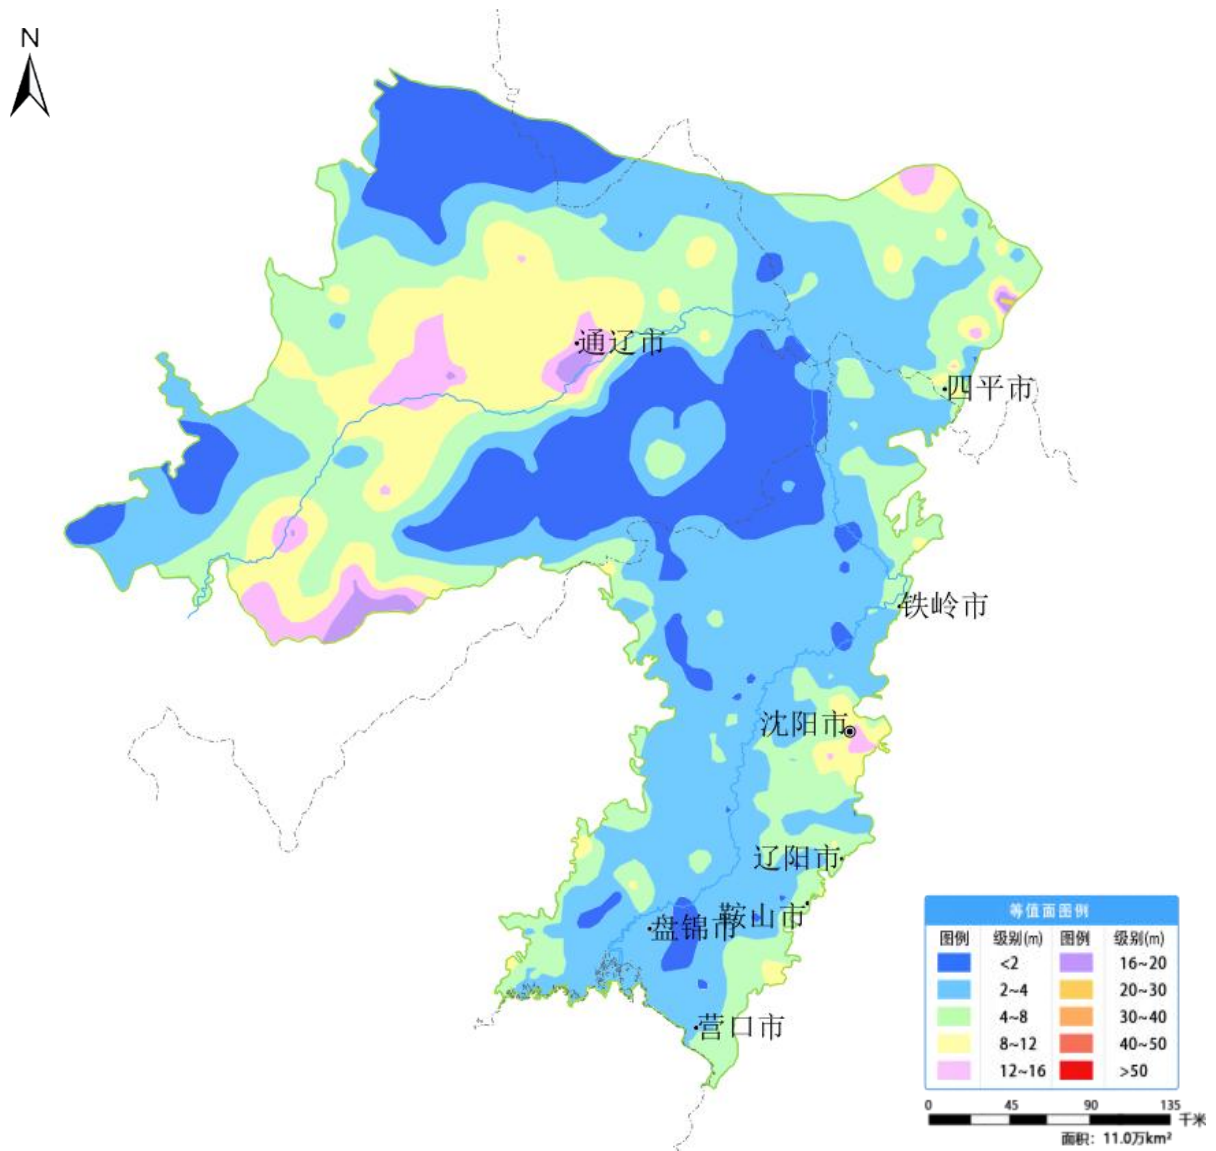 N
通辽市
四平市
铁岭市
沈阳市
辽阳市
鞍山市
盘锦市
营口市
等值面图例
图例 级别(m) 图例 级别(m)
<2 16~20
2~4 20~30
4~8 30~40
8~12 40~50
12~16 >50
0 45 90 135 千米
面积：11.0万km²